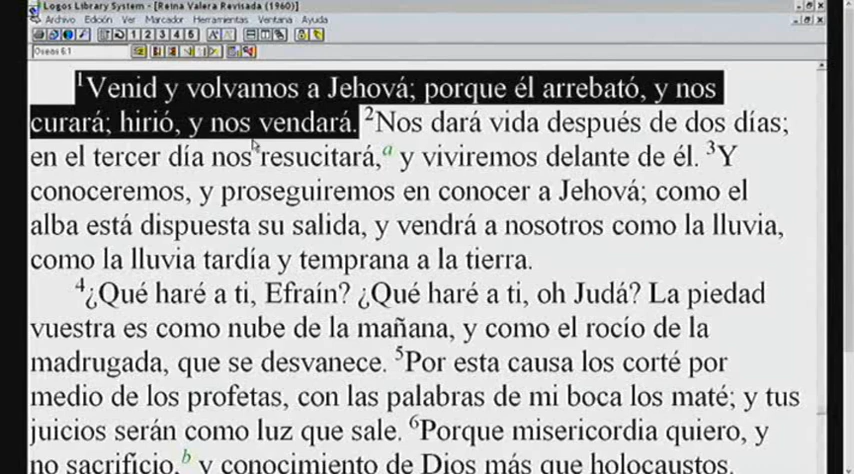 Logos Library System - [Reina Valera Revisada (1960)]
Archivo Edición Ver Marcador Herramientas Ventana Ayuda
1 2 3 4 5
Oseas 6.1
1Venid y volvamos a Jehová; porque él arrebató, y nos
curará; hirió, y nos vendará. 2Nos dará vida después de dos días;
en el tercer día nos resucitará,a y viviremos delante de él. 3Y
conoceremos, y proseguiremos en conocer a Jehová; como el
alba está dispuesta su salida, y vendrá a nosotros como la lluvia,
como la lluvia tardía y temprana a la tierra.
4¿Qué haré a ti, Efraín? ¿Qué haré a ti, oh Judá? La piedad
vuestra es como nube de la mañana, y como el rocío de la
madrugada, que se desvanece. 5Por esta causa los corté por
medio de los profetas, con las palabras de mi boca los maté; y tus
juicios serán como luz que sale. 6Porque misericordia quiero, y
no sacrificio,b y conocimiento de Dios más que holocaustos.